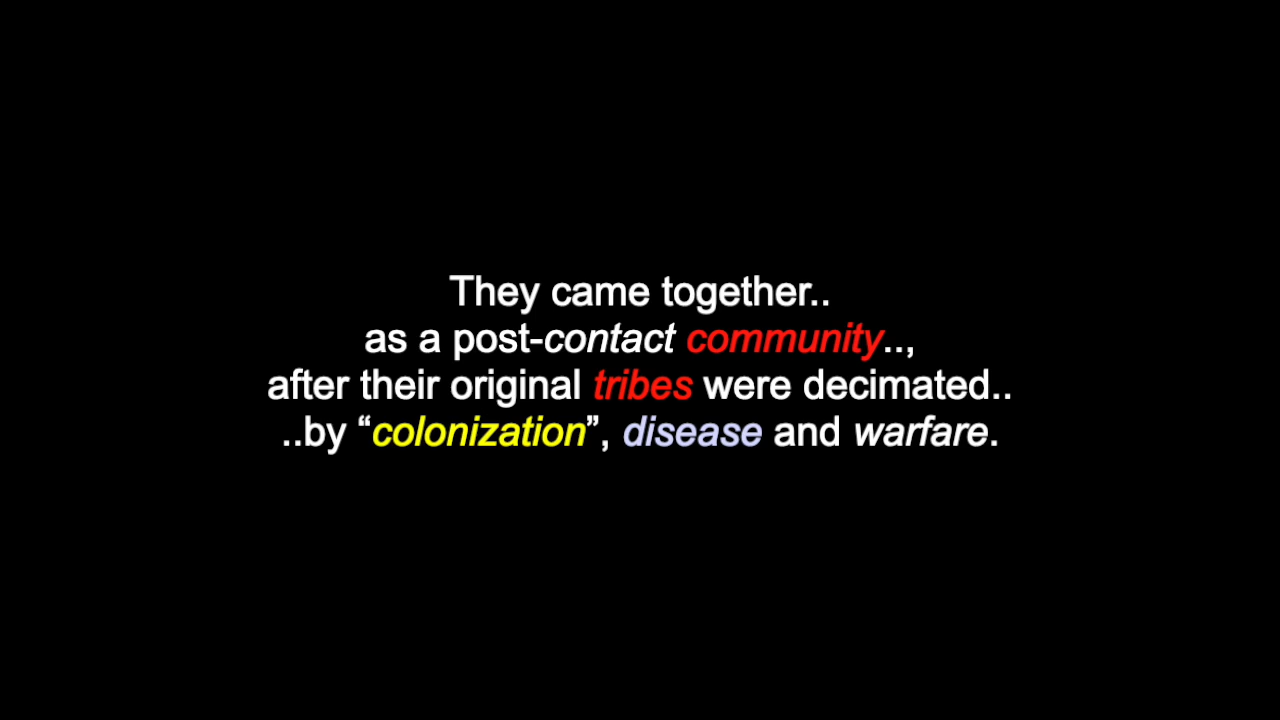 They came together..
as a post-contact community..,
after their original tribes were decimated..
..by “colonization”, disease and warfare.